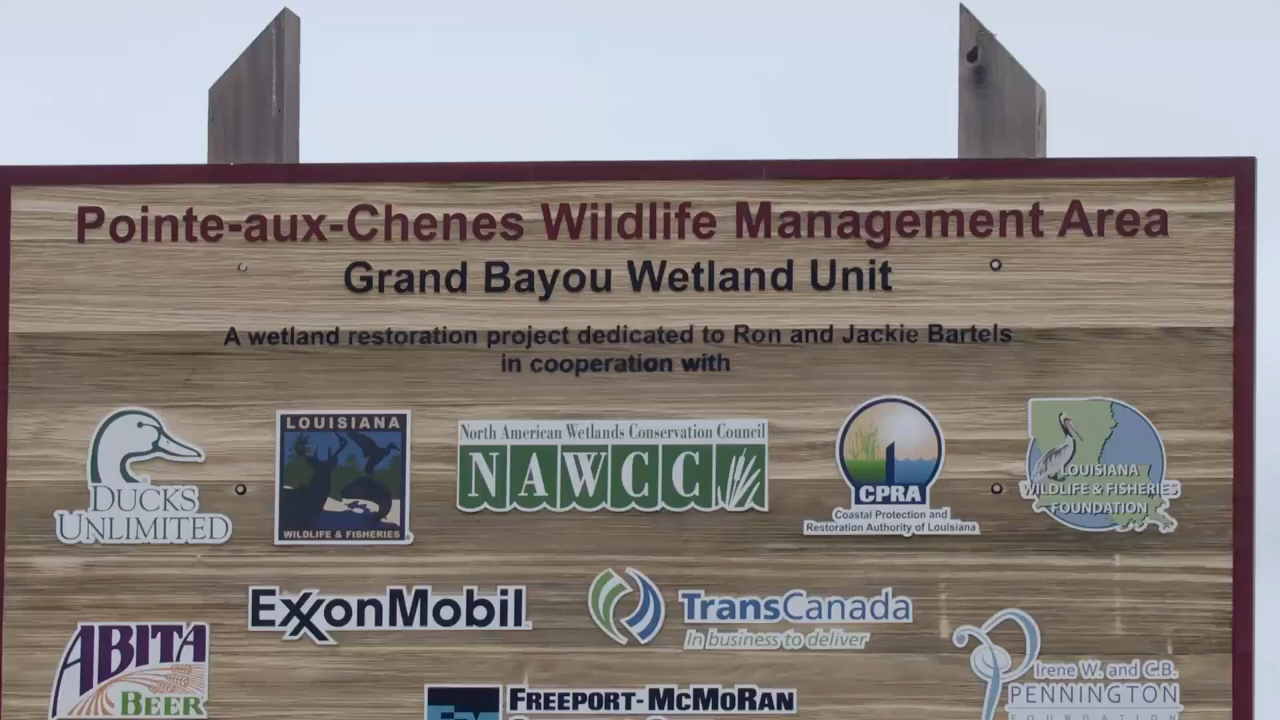 Pointe-aux-Chenes Wildlife Management Area
Grand Bayou Wetland Unit
A wetland restoration project dedicated to Ron and Jackie Bartels
in cooperation with
DUCKS
UNLIMITED
LOUISIANA
WILDLIFE & FISHERIES
North American Wetlands Conservation Council
NAWCC
CPRA
Coastal Protection and
Restoration Authority of Louisiana
LOUISIANA
WILDLIFE & FISHERIES
FOUNDATION
ExxonMobil
TransCanada
In business to deliver
ABITA
BEER
FREEPORT-MCMORAN
Irene W. and C.B.
PENNINGTON
FOUNDATION